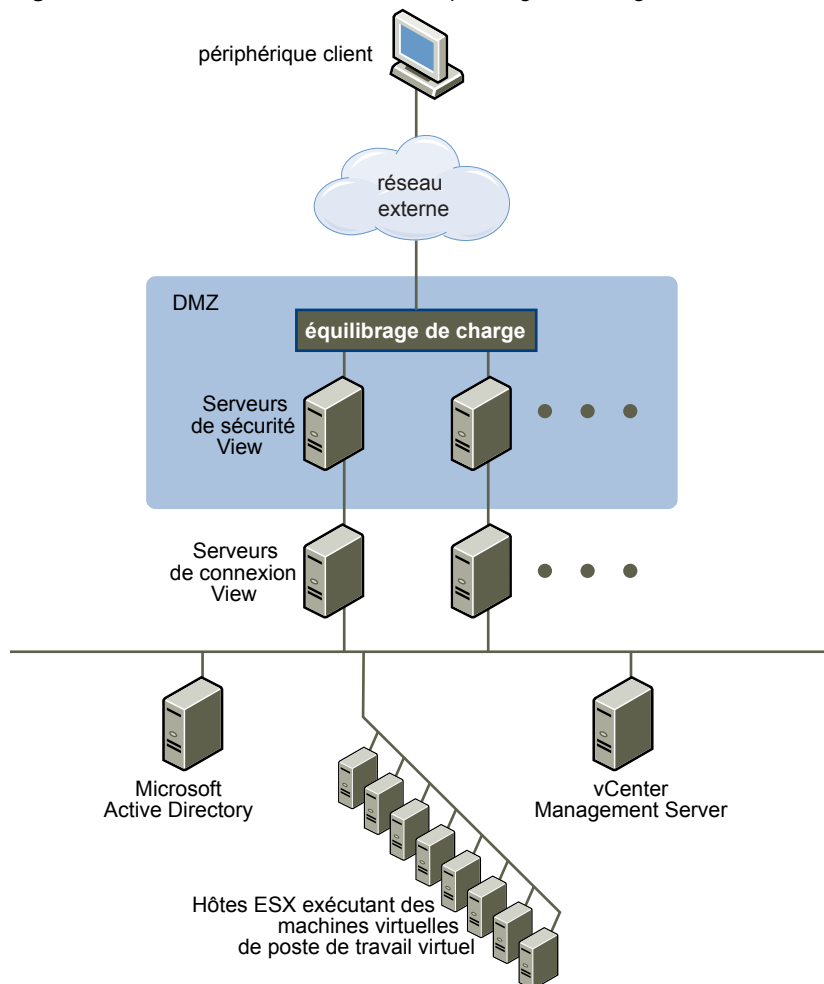 périphérique client
réseau
externe
DMZ
équilibrage de charge
Serveurs
de sécurité
View
Serveurs
de connexion
View
Microsoft
Active Directory
vCenter
Management Server
Hôtes ESX exécutant des
machines virtuelles
de poste de travail virtuel